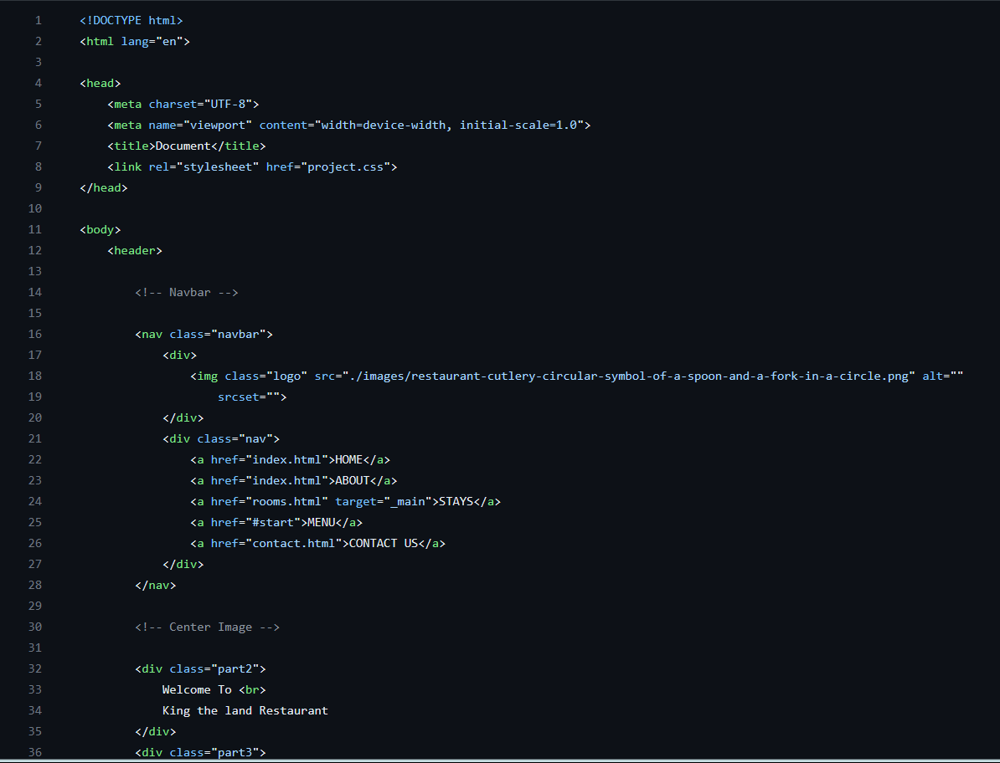 1 <!DOCTYPE html>
2 <html lang="en">
3
4 <head>
5     <meta charset="UTF-8">
6     <meta name="viewport" content="width=device-width, initial-scale=1.0">
7     <title>Document</title>
8     <link rel="stylesheet" href="project.css">
9 </head>
10
11 <body>
12     <header>
13
14         <!-- Navbar -->
15
16         <nav class="navbar">
17             <div>
18                 <img class="logo" src="./images/restaurant-cutlery-circular-symbol-of-a-spoon-and-a-fork-in-a-circle.png" alt=""
19                     srcset="">
20             </div>
21             <div class="nav">
22                 <a href="index.html">HOME</a>
23                 <a href="index.html">ABOUT</a>
24                 <a href="rooms.html" target="_main">STAYS</a>
25                 <a href="#start">MENU</a>
26                 <a href="contact.html">CONTACT US</a>
27             </div>
28         </nav>
29
30         <!-- Center Image -->
31
32         <div class="part2">
33             Welcome To <br>
34             King the land Restaurant
35         </div>
36         <div class="part3">